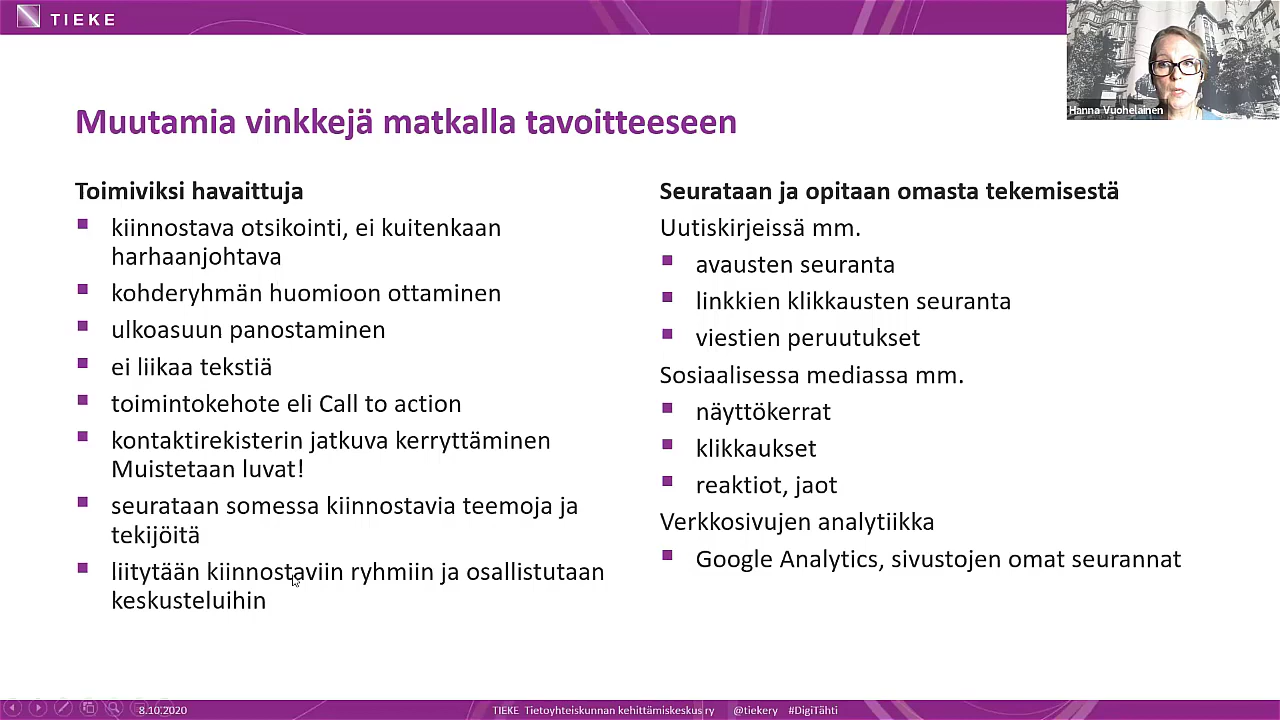 TIEKE
Hanna Vuohelainen
Muutamia vinkkejä matkalla tavoitteeseen
Toimiviksi havaittuja
kiinnostava otsikointi, ei kuitenkaan
harhaanjohtava
kohderyhmän huomioon ottaminen
ulkoasuun panostaminen
ei liikaa tekstiä
toimintokehote eli Call to action
kontaktirekisterin jatkuva kerryttäminen
Muistetaan luvat!
seurataan somessa kiinnostavia teemoja ja
tekijöitä
liitytään kiinnostaviin ryhmiin ja osallistutaan
keskusteluihin
Seurataan ja opitaan omasta tekemisestä
Uutiskirjeissä mm.
avausten seuranta
linkkien klikkausten seuranta
viestien peruutukset
Sosiaalisessa mediassa mm.
näyttökerrat
klikkaukset
reaktiot, jaot
Verkkosivujen analytiikka
Google Analytics, sivustojen omat seurannat
8.10.2020
TIEKE Tietoyhteiskunnan kehittämiskeskus ry @tiekery #DigiTähti